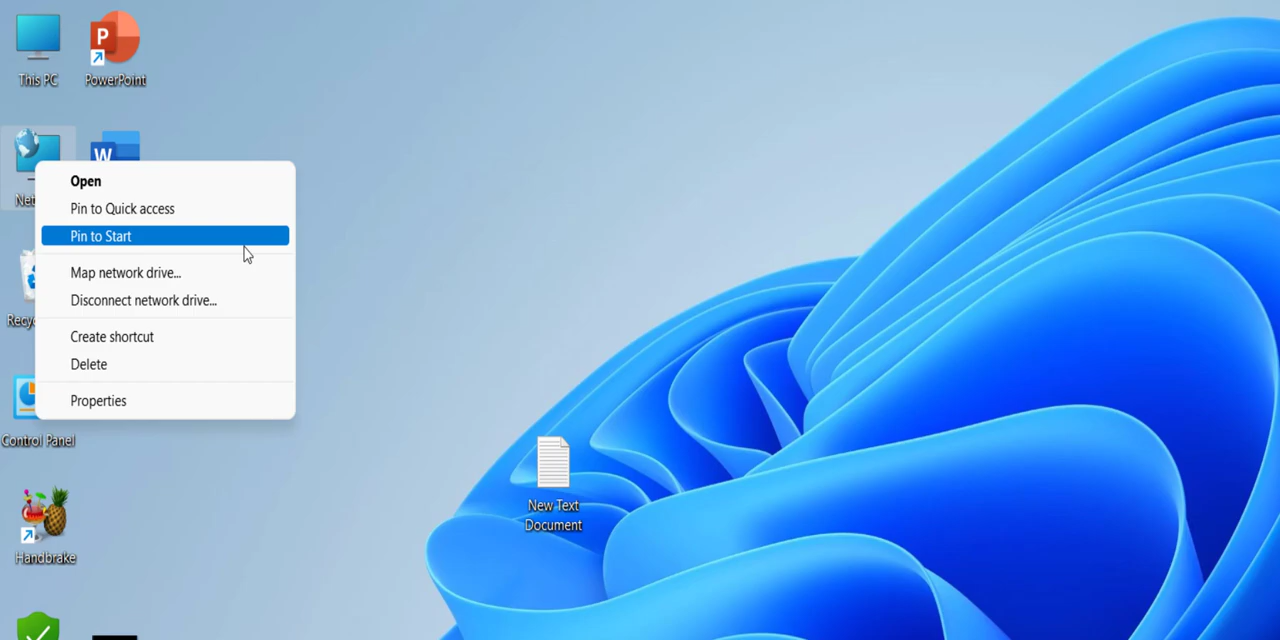 This PC
PowerPoint
P
W
Open
Pin to Quick access
Pin to Start
Map network drive...
Disconnect network drive...
Create shortcut
Delete
Properties
Control Panel
New Text
Document
Handbrake